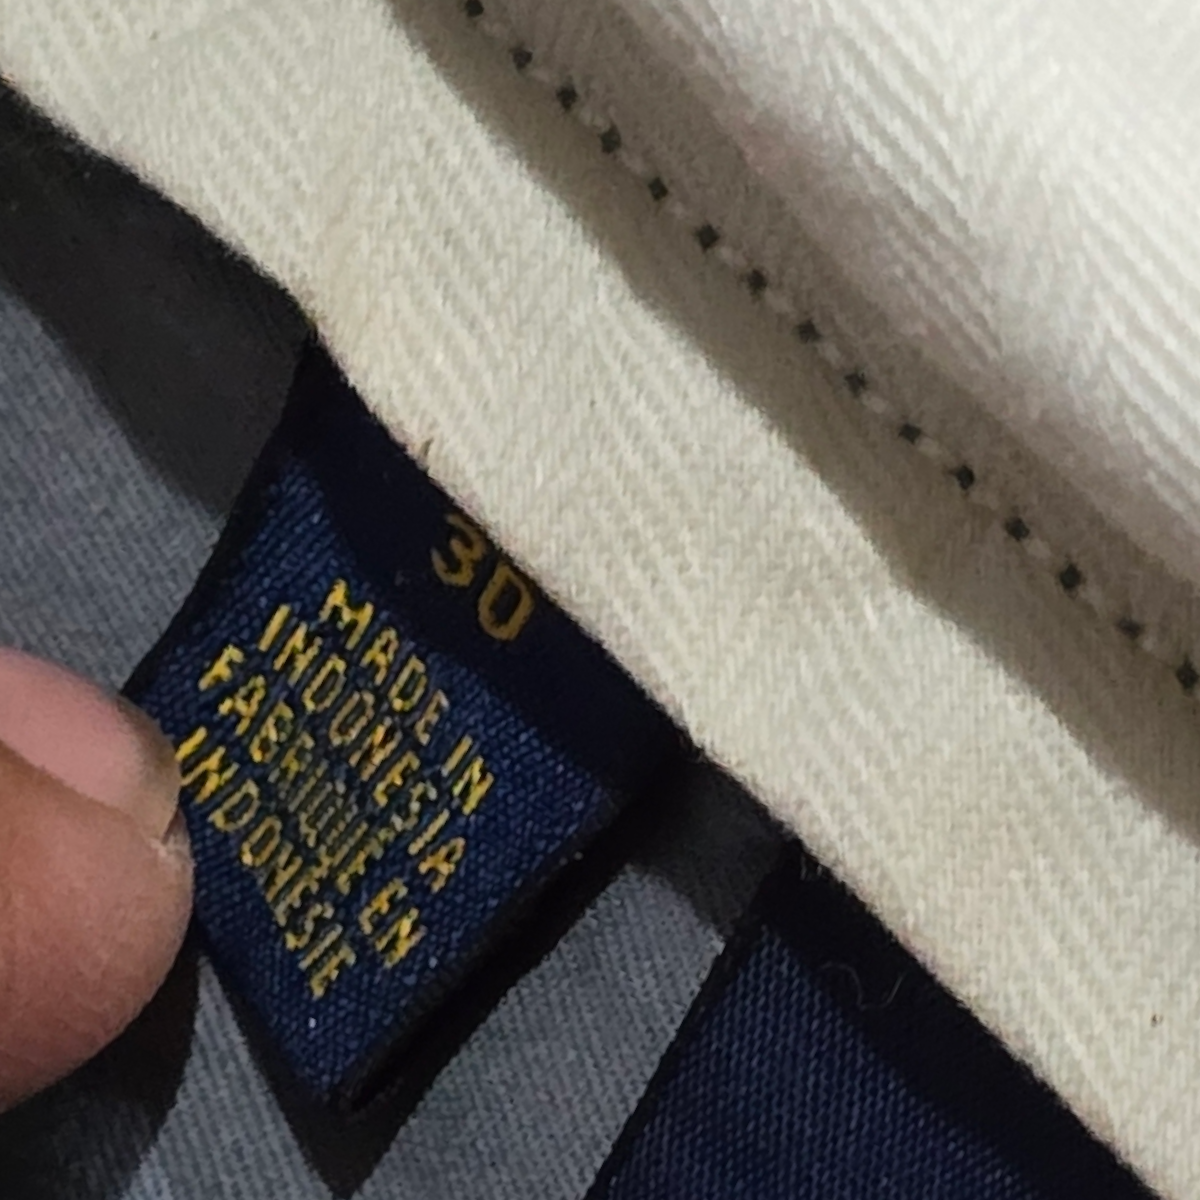 30
MADE IN
INDONESIA
FABRIQUE EN
INDONESIE